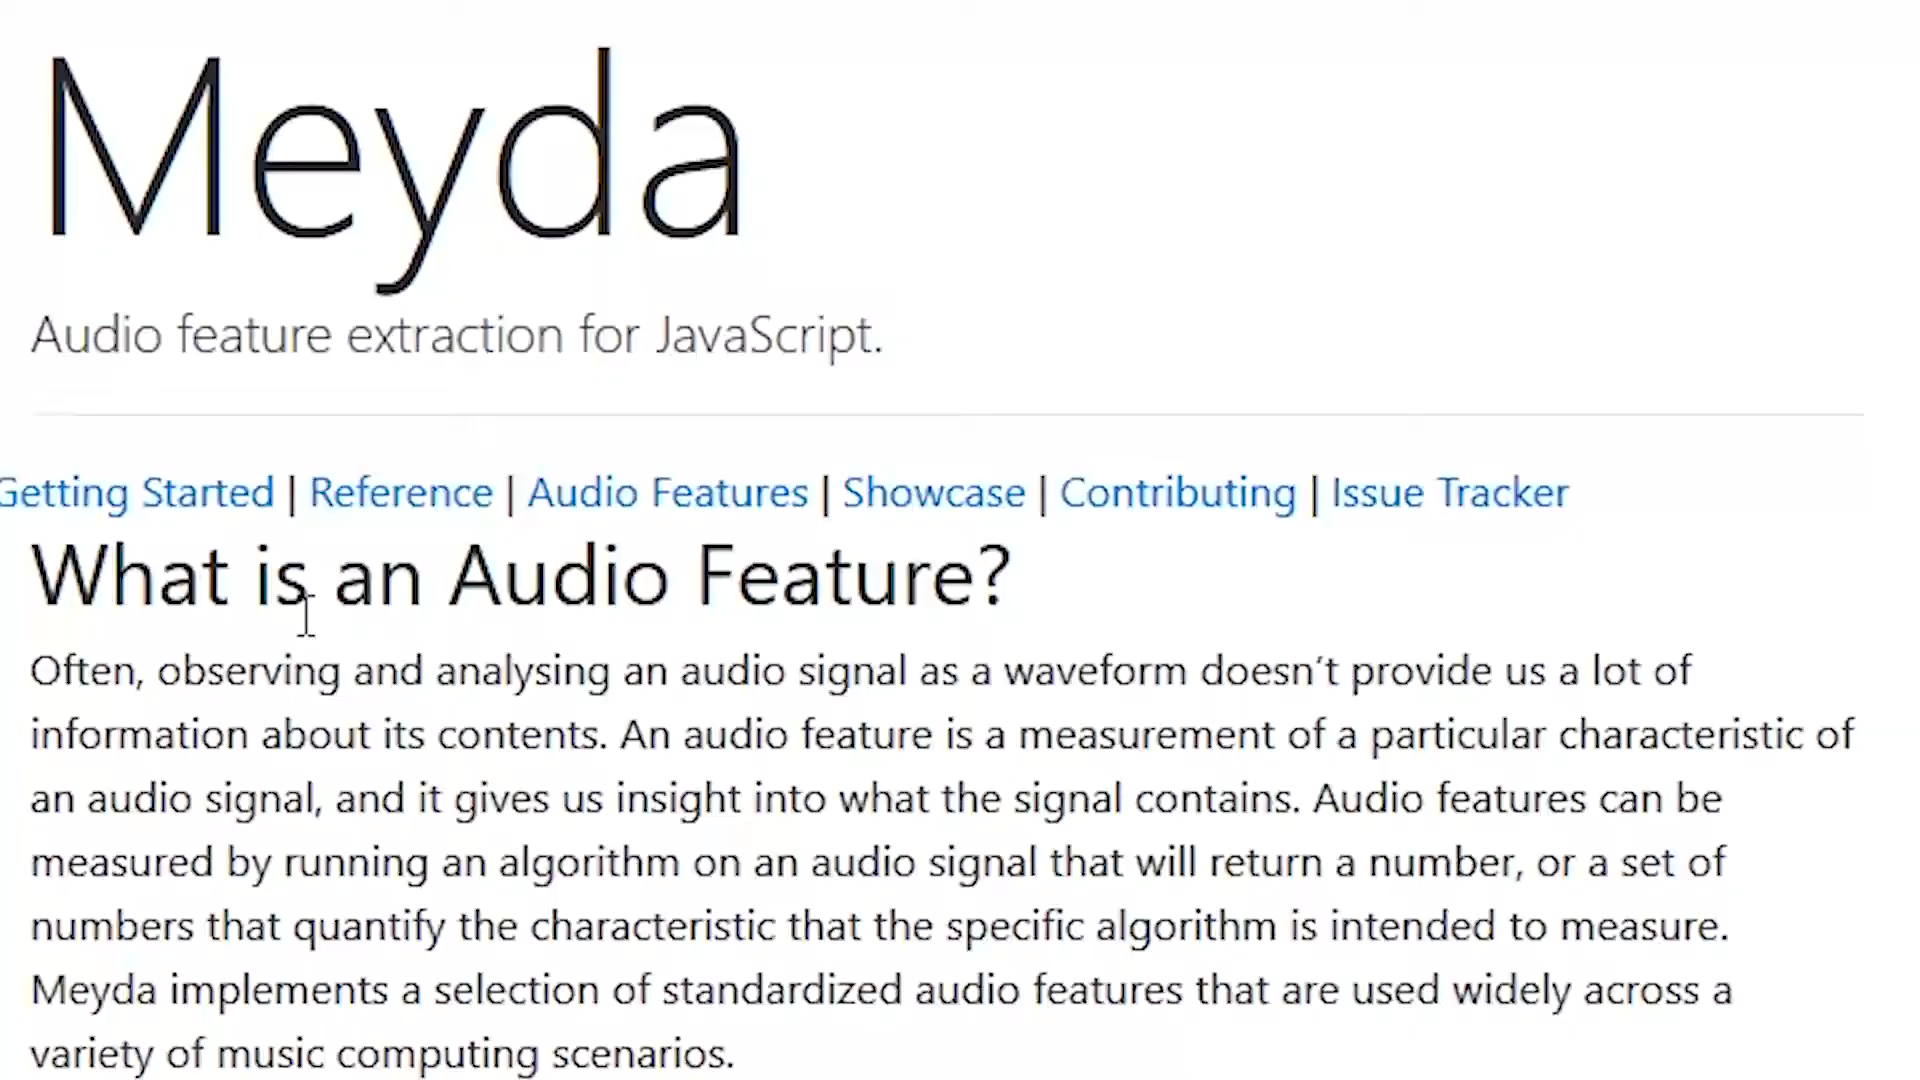 Meyda
Audio feature extraction for JavaScript.
Getting Started | Reference | Audio Features | Showcase | Contributing | Issue Tracker
What is an Audio Feature?
Often, observing and analysing an audio signal as a waveform doesn’t provide us a lot of
information about its contents. An audio feature is a measurement of a particular characteristic of
an audio signal, and it gives us insight into what the signal contains. Audio features can be
measured by running an algorithm on an audio signal that will return a number, or a set of
numbers that quantify the characteristic that the specific algorithm is intended to measure.
Meyda implements a selection of standardized audio features that are used widely across a
variety of music computing scenarios.